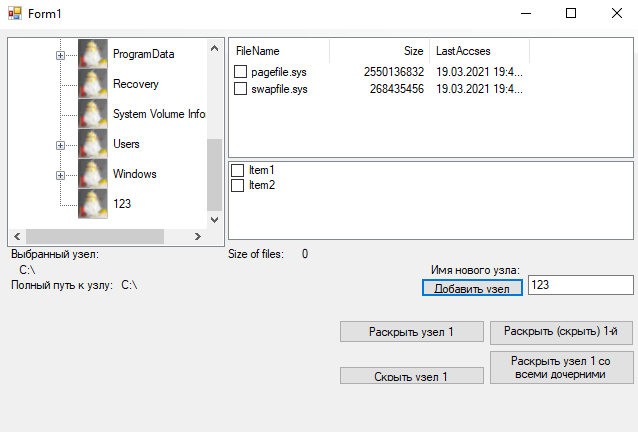 Form1
ProgramData
Recovery
System Volume Info
Users
Windows
123
FileName Size LastAccses
pagefile.sys 2550136832 19.03.2021 19:4...
swapfile.sys 268435456 19.03.2021 19:4...
Item1
Item2
Выбранный узел:
C:\
Полный путь к узлу: C:\
Size of files: 0
Имя нового узла:
Добавить узел 123
Раскрыть узел 1 Раскрыть (скрыть) 1-й
Скрыть узел 1 Раскрыть узел 1 со
всеми дочерними